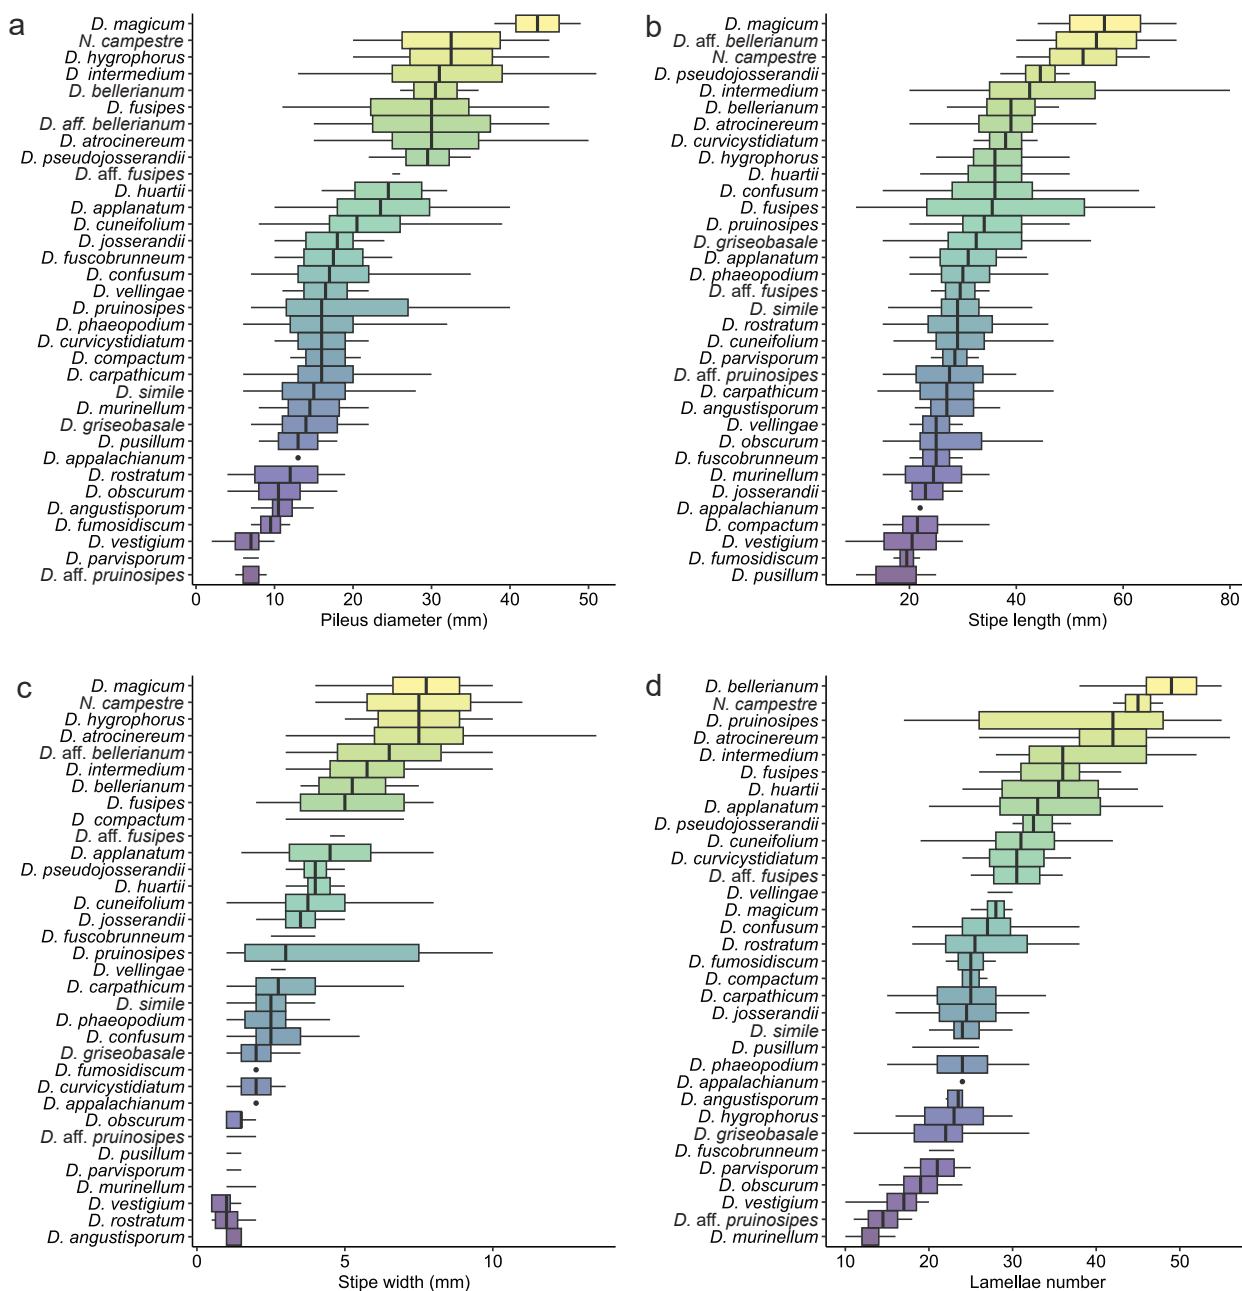 a
D. magicum
N. campestre
D. hygrophorus
D. intermedium
D. bellerianum
D. fusipes
D. aff. bellerianum
D. atrocinereum
D. pseudojosserandii
D. aff. fusipes
D. huartii
D. applanatum
D. cuneifolium
D. josserandii
D. fuscobrunneum
D. confusum
D. vellingae
D. pruinosipes
D. phaeopodium
D. curvicystidiatum
D. compactum
D. carpathicum
D. simile
D. murinellum
D. griseobasale
D. pusillum
D. appalachianum
D. rostratum
D. obscurum
D. angustisporum
D. fumosidiscum
D. vestigium
D. parvisporum
D. aff. pruinosipes
0 10 20 30 40 50
Pileus diameter (mm)
b
D. magicum
D. aff. bellerianum
N. campestre
D. pseudojosserandii
D. intermedium
D. bellerianum
D. atrocinereum
D. curvicystidiatum
D. hygrophorus
D. huartii
D. confusum
D. fusipes
D. pruinosipes
D. griseobasale
D. applanatum
D. phaeopodium
D. aff. fusipes
D. simile
D. rostratum
D. cuneifolium
D. parvisporum
D. aff. pruinosipes
D. carpathicum
D. angustisporum
D. vellingae
D. obscurum
D. fuscobrunneum
D. murinellum
D. josserandii
D. appalachianum
D. compactum
D. vestigium
D. fumosidiscum
D. pusillum
20 40 60 80
Stipe length (mm)
c
D. magicum
N. campestre
D. hygrophorus
D. atrocinereum
D. aff. bellerianum
D. intermedium
D. bellerianum
D. fusipes
D. compactum
D. aff. fusipes
D. applanatum
D. pseudojosserandii
D. huartii
D. cuneifolium
D. josserandii
D. fuscobrunneum
D. pruinosipes
D. vellingae
D. carpathicum
D. simile
D. phaeopodium
D. confusum
D. griseobasale
D. fumosidiscum
D. curvicystidiatum
D. appalachianum
D. obscurum
D. aff. pruinosipes
D. pusillum
D. parvisporum
D. murinellum
D. vestigium
D. rostratum
D. angustisporum
0 5 10
Stipe width (mm)
d
D. bellerianum
N. campestre
D. pruinosipes
D. atrocinereum
D. intermedium
D. fusipes
D. huartii
D. applanatum
D. pseudojosserandii
D. cuneifolium
D. curvicystidiatum
D. aff. fusipes
D. vellingae
D. magicum
D. confusum
D. rostratum
D. fumosidiscum
D. compactum
D. carpathicum
D. josserandii
D. simile
D. pusillum
D. phaeopodium
D. appalachianum
D. angustisporum
D. hygrophorus
D. griseobasale
D. fuscobrunneum
D. parvisporum
D. obscurum
D. vestigium
D. aff. pruinosipes
D. murinellum
10 20 30 40 50
Lamellae number